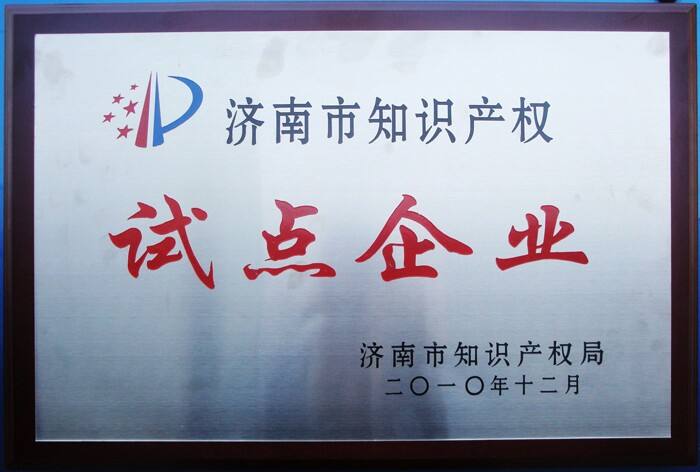 济南市知识产权
试点企业
济南市知识产权局
二〇一〇年十二月